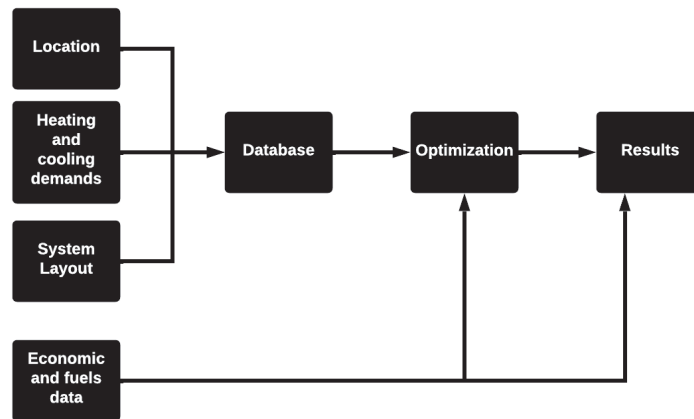 Location
Heating
and
cooling
demands
Database
Optimization
Results
System
Layout
Economic
and fuels
data